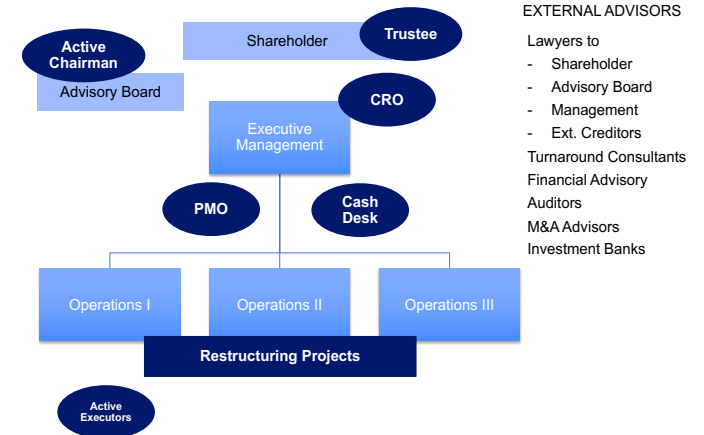 EXTERNAL ADVISORS
Active
Chairman
Shareholder
Trustee
Lawyers to
- Shareholder
Advisory Board
- Advisory Board
CRO
- Management
Executive
Management
- Ext. Creditors
Turnaround Consultants
Financial Advisory
PMO
Cash
Desk
Auditors
M&A Advisors
Investment Banks
Operations I
Operations II
Operations III
Restructuring Projects
Active
Executors